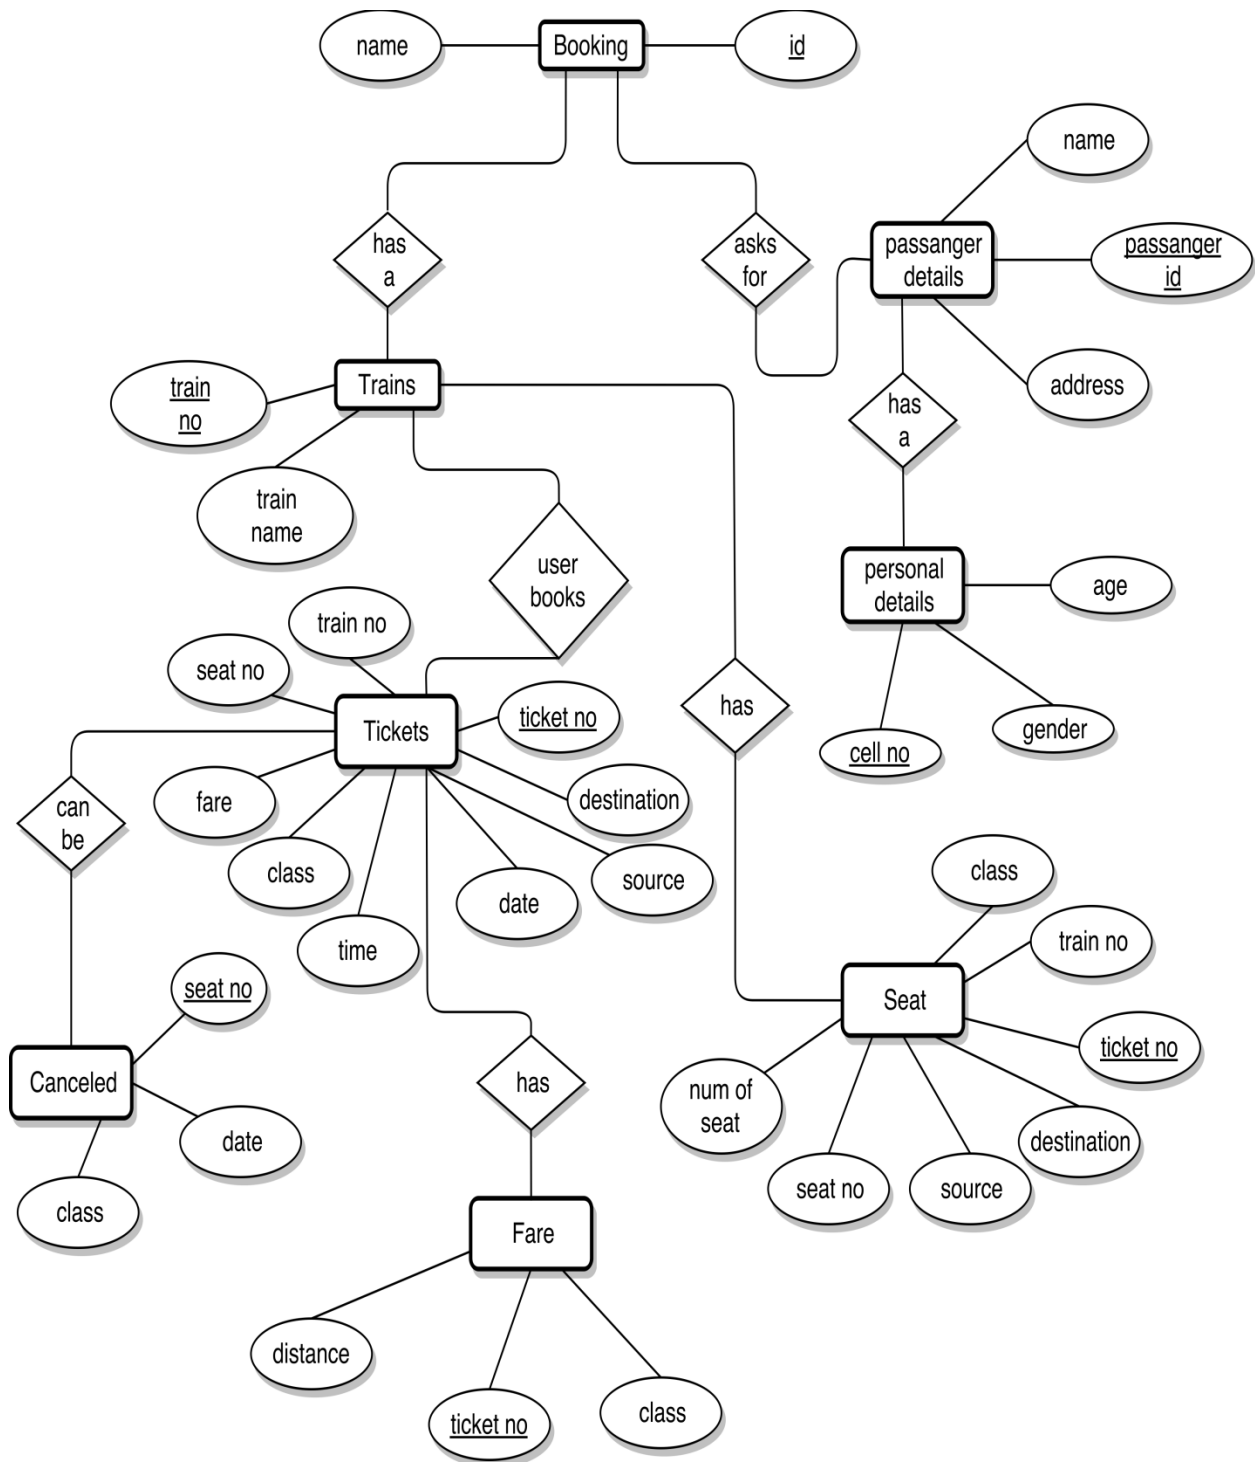 name
Booking
id
name
has
a
asks
for
passanger
details
passanger
id
Trains
train
no
address
has
a
train
name
user
books
personal
details
age
train no
seat no
Tickets
ticket no
has
gender
cell no
can
be
fare
destination
class
source
date
time
class
train no
seat no
Seat
ticket no
Canceled
has
num of
seat
date
destination
class
seat no
source
Fare
distance
ticket no
class